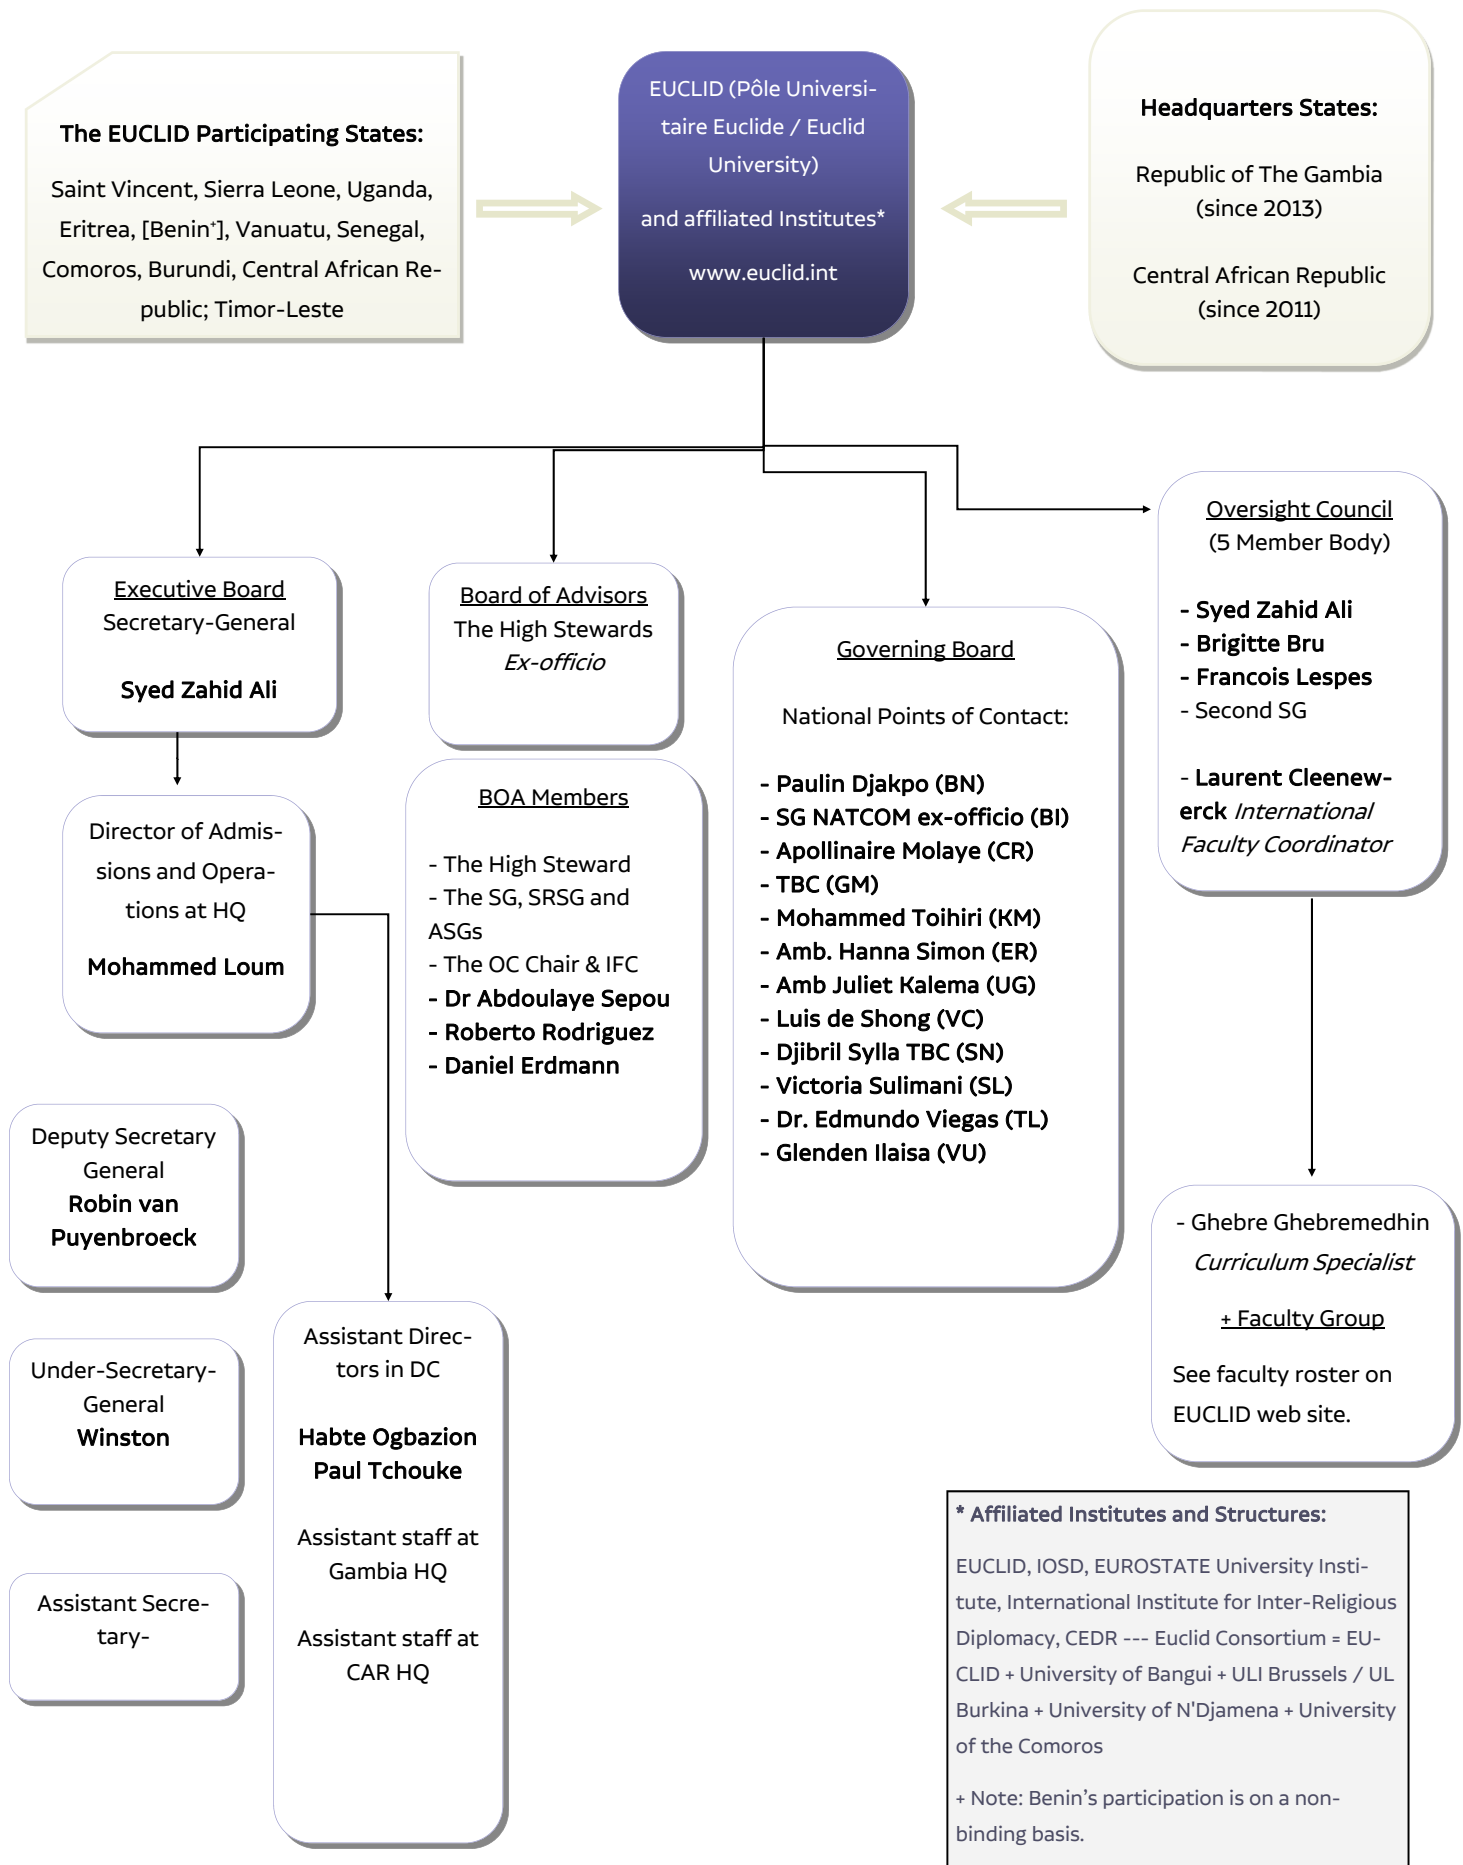 The EUCLID Participating States:
Saint Vincent, Sierra Leone, Uganda,
Eritrea, [Benin⁺], Vanuatu, Senegal,
Comoros, Burundi, Central African Re-
public; Timor-Leste
EUCLID (Pôle Universi-
taire Euclide / Euclid
University)
and affiliated Institutes*
www.euclid.int
Headquarters States:
Republic of The Gambia
(since 2013)
Central African Republic
(since 2011)
Executive Board
Secretary-General
Syed Zahid Ali
Board of Advisors
The High Stewards
Ex-officio
Governing Board
National Points of Contact:
- Paulin Djakpo (BN)
- SG NATCOM ex-officio (BI)
- Apollinaire Molaye (CR)
- TBC (GM)
- Mohammed Toihiri (KM)
- Amb. Hanna Simon (ER)
- Amb Juliet Kalema (UG)
- Luis de Shong (VC)
- Djibril Sylla TBC (SN)
- Victoria Sulimani (SL)
- Dr. Edmundo Viegas (TL)
- Glenden Ilaisa (VU)
Oversight Council
(5 Member Body)
- Syed Zahid Ali
- Brigitte Bru
- Francois Lespes
- Second SG
- Laurent Cleenew-
erck International
Faculty Coordinator
Director of Admis-
sions and Opera-
tions at HQ
Mohammed Loum
BOA Members
- The High Steward
- The SG, SRSG and
ASGs
- The OC Chair & IFC
- Dr Abdoulaye Sepou
- Roberto Rodriguez
- Daniel Erdmann
Deputy Secretary
General
Robin van
Puyenbroeck
Under-Secretary-
General
Winston
Assistant Secre-
tary-
Assistant Direc-
tors in DC
Habte Ogbazion
Paul Tchouke
Assistant staff at
Gambia HQ
Assistant staff at
CAR HQ
- Ghebre Ghebremedhin
Curriculum Specialist
+ Faculty Group
See faculty roster on
EUCLID web site.
* Affiliated Institutes and Structures:
EUCLID, IOSD, EUROSTATE University Insti-
tute, International Institute for Inter-Religious
Diplomacy, CEDR --- Euclid Consortium = EU-
CLID + University of Bangui + ULI Brussels / UL
Burkina + University of N'Djamena + University
of the Comoros
+ Note: Benin’s participation is on a non-
binding basis.